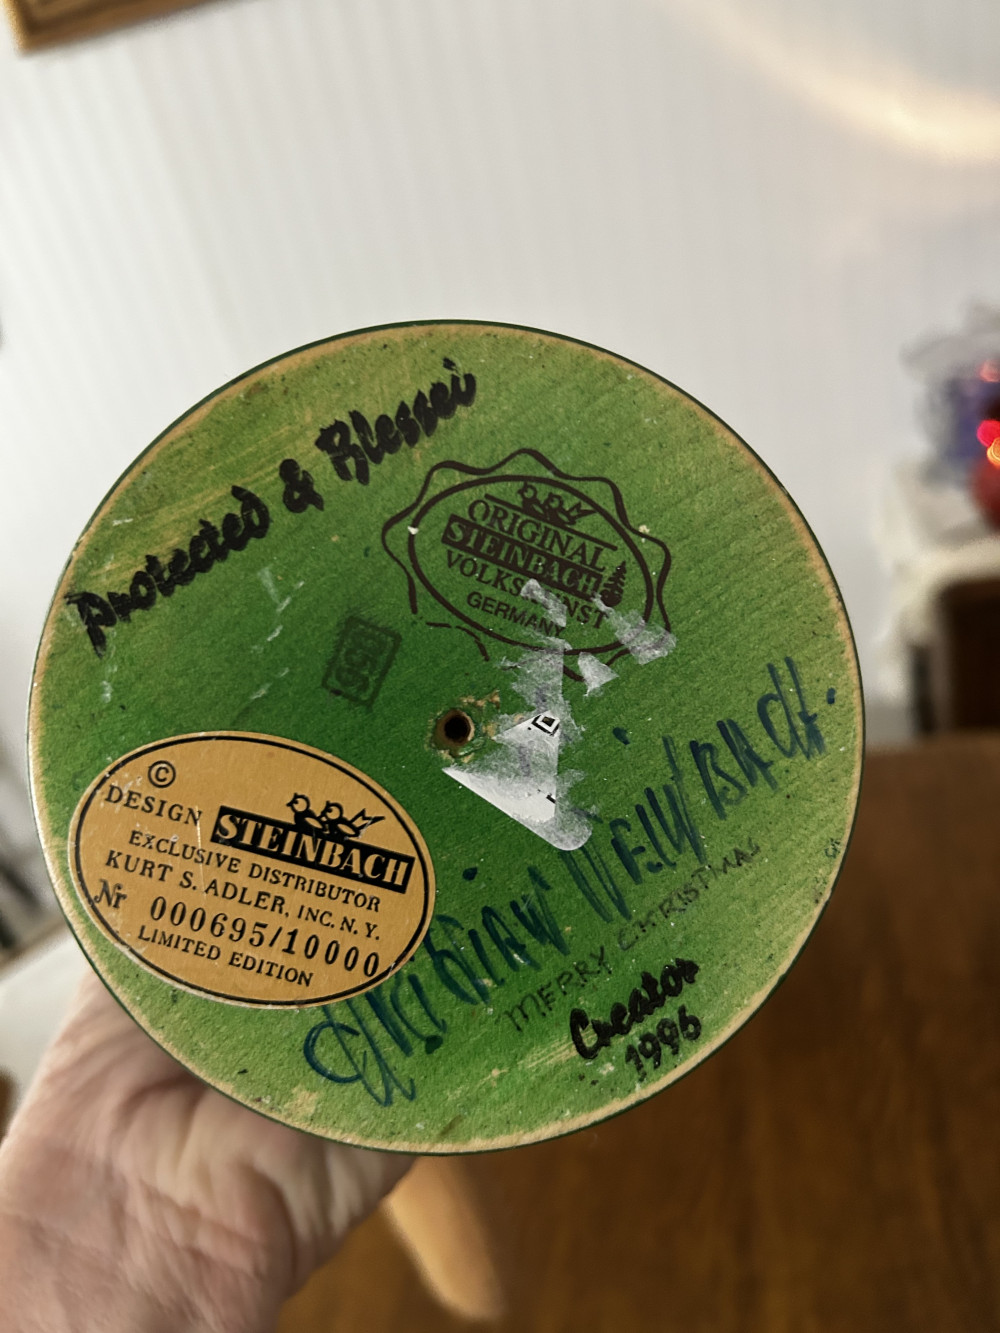 Protected & Blessed
ORIGINAL
STEINBACH
VOLKSKUNST
GERMANY
©
DESIGN STEINBACH
EXCLUSIVE DISTRIBUTOR
KURT S. ADLER, INC. N. Y.
Nr 000695/10000
LIMITED EDITION
MERRY CHRISTMAS
Creator
1996